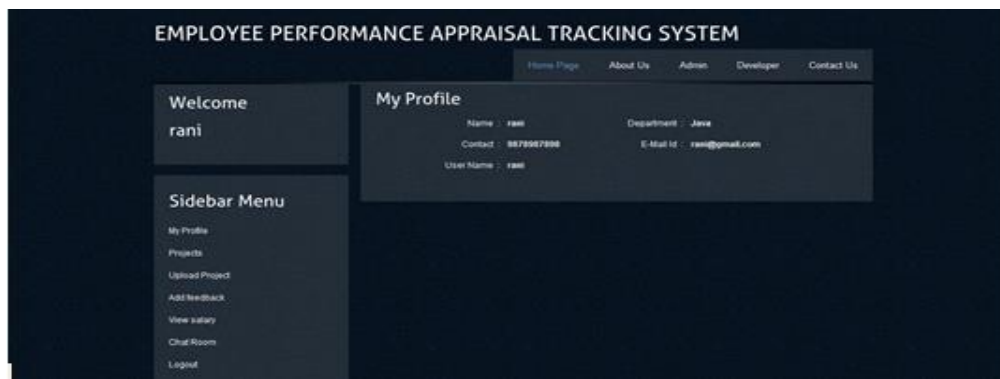 EMPLOYEE PERFORMANCE APPRAISAL TRACKING SYSTEM
Home Page About Us Admin Developer Contact Us
Welcome
rani
Sidebar Menu
My Profile
Projects
Upload Project
Add feedback
View salary
Chat Room
Logout
My Profile
Name : rani Department : Java
Contact : 9878987898 E-Mail Id : rani@gmail.com
User Name : rani